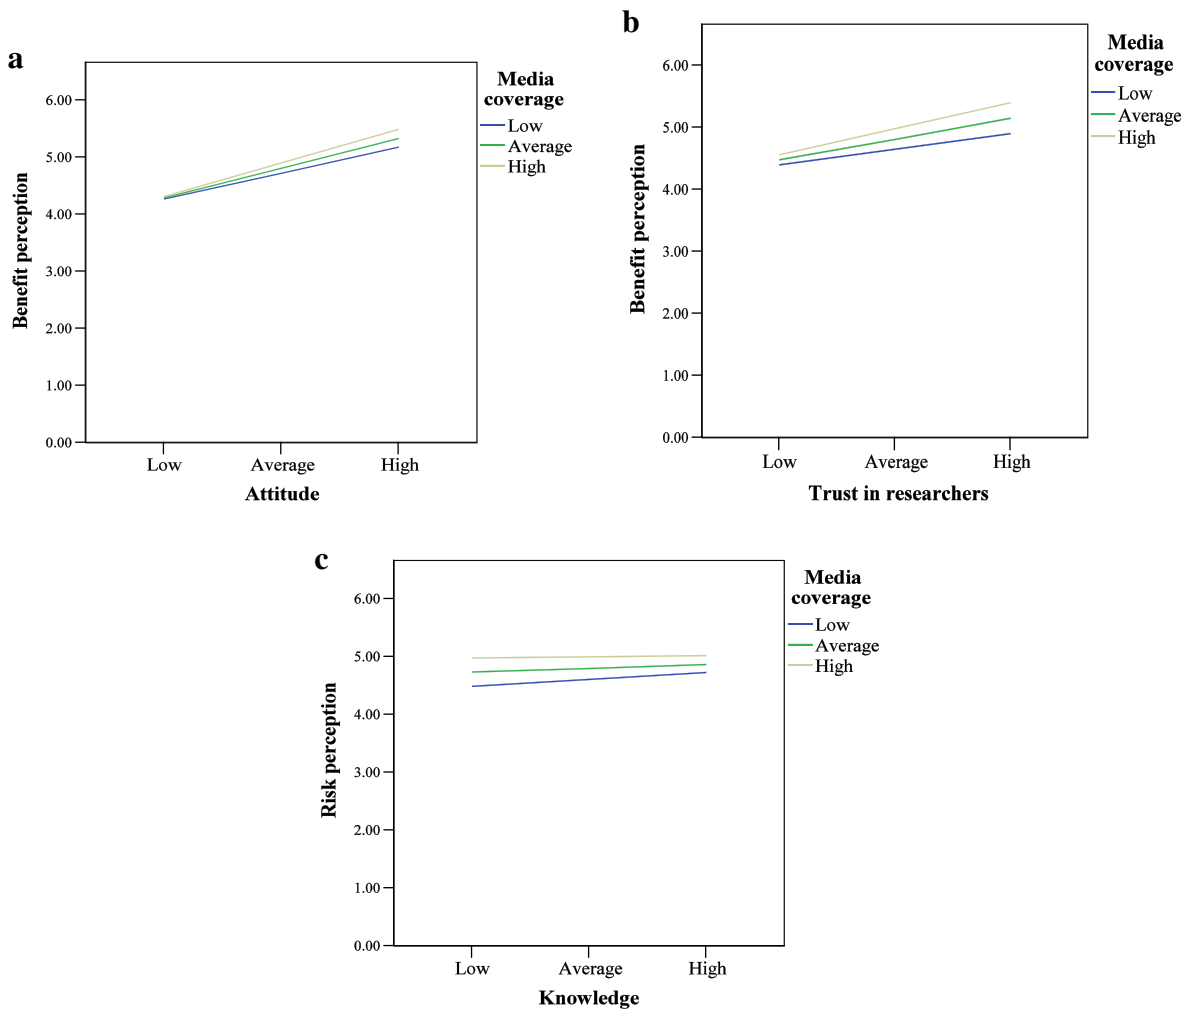 a
Media
coverage
Low
Average
High
6.00
5.00
4.00
3.00
2.00
1.00
0.00
Benefit perception
Low Average High
Attitude
b
Media
coverage
Low
Average
High
6.00
5.00
4.00
3.00
2.00
1.00
0.00
Benefit perception
Low Average High
Trust in researchers
c
Media
coverage
Low
Average
High
6.00
5.00
4.00
3.00
2.00
1.00
0.00
Risk perception
Low Average High
Knowledge